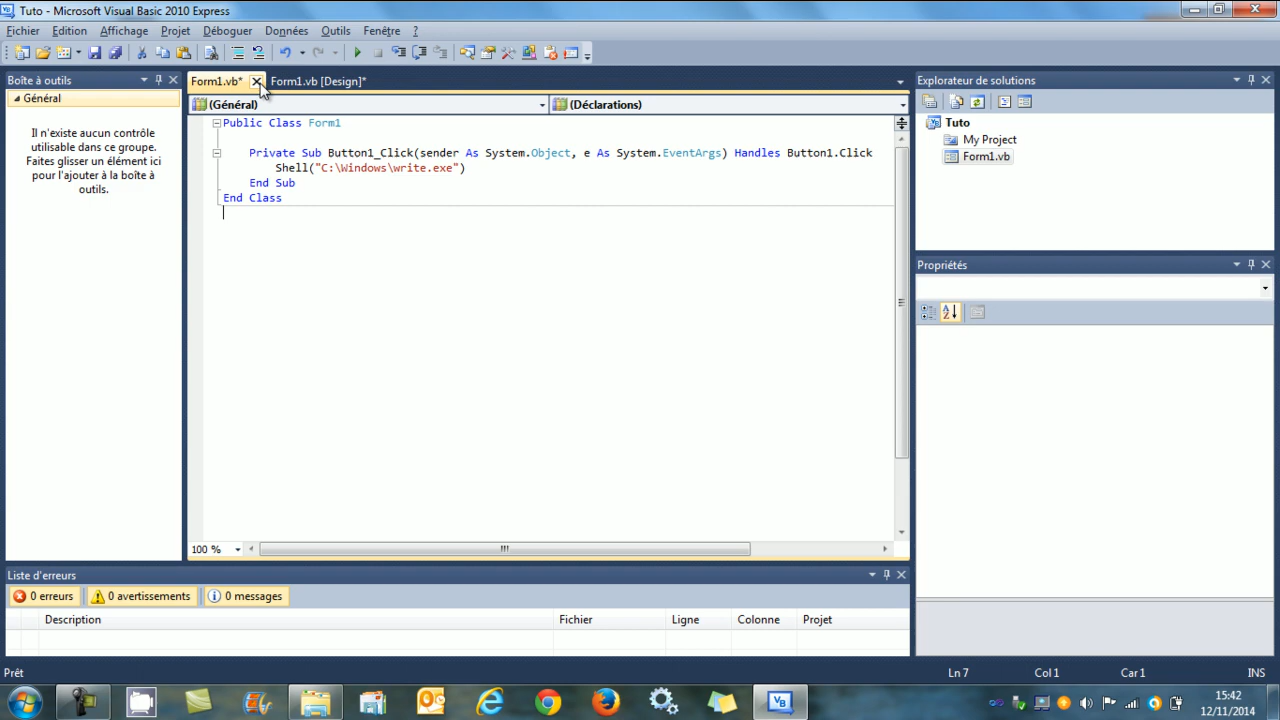 Tuto - Microsoft Visual Basic 2010 Express
Fichier Edition Affichage Projet Déboguer Données Outils Fenêtre ?
Boîte à outils
Général
Il n'existe aucun contrôle
utilisable dans ce groupe.
Faites glisser un élément ici
pour l'ajouter à la boîte à
outils.
Form1.vb* Form1.vb [Design]*
(Général) (Déclarations)
Public Class Form1
Private Sub Button1_Click(sender As System.Object, e As System.EventArgs) Handles Button1.Click
Shell("C:\Windows\write.exe")
End Sub
End Class
100 %
Explorateur de solutions
Tuto
My Project
Form1.vb
Propriétés
Liste d'erreurs
0 erreurs 0 avertissements 0 messages
Description Fichier Ligne Colonne Projet
Prêt Ln 7 Col 1 Car 1 INS
15:42
12/11/2014